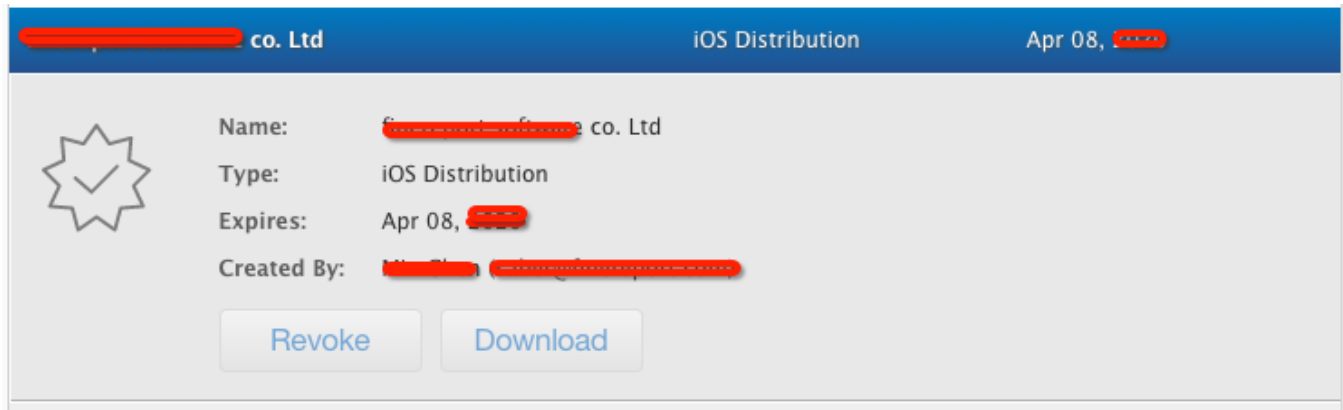 co. Ltd iOS Distribution Apr 08,
Name: co. Ltd
Type: iOS Distribution
Expires: Apr 08,
Created By:
Revoke Download